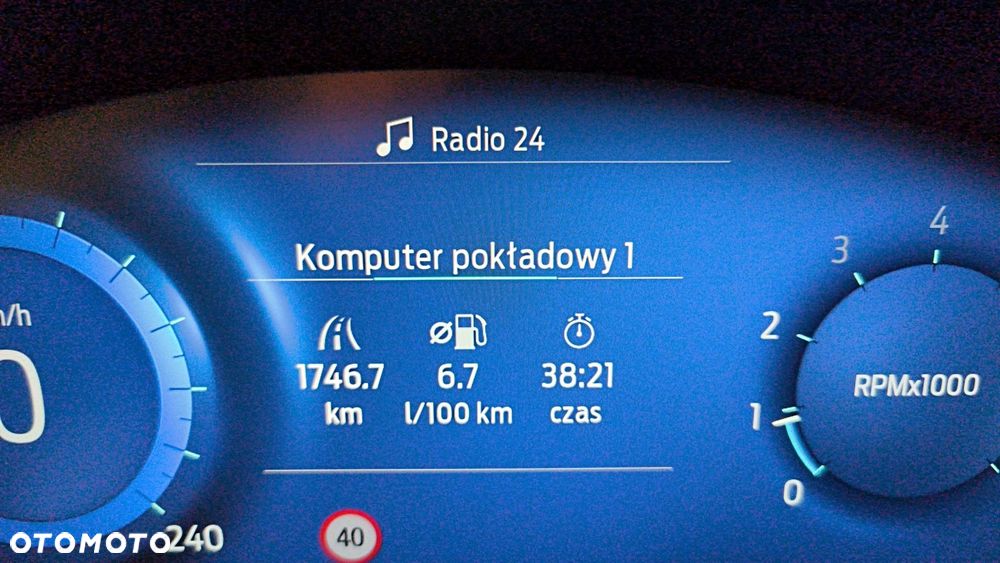 Radio 24
Komputer pokładowy 1
1746.7 6.7 38:21
km l/100 km czas
/h
0
240
40
4
3
2
RPMx1000
1
0
OTOMOTO